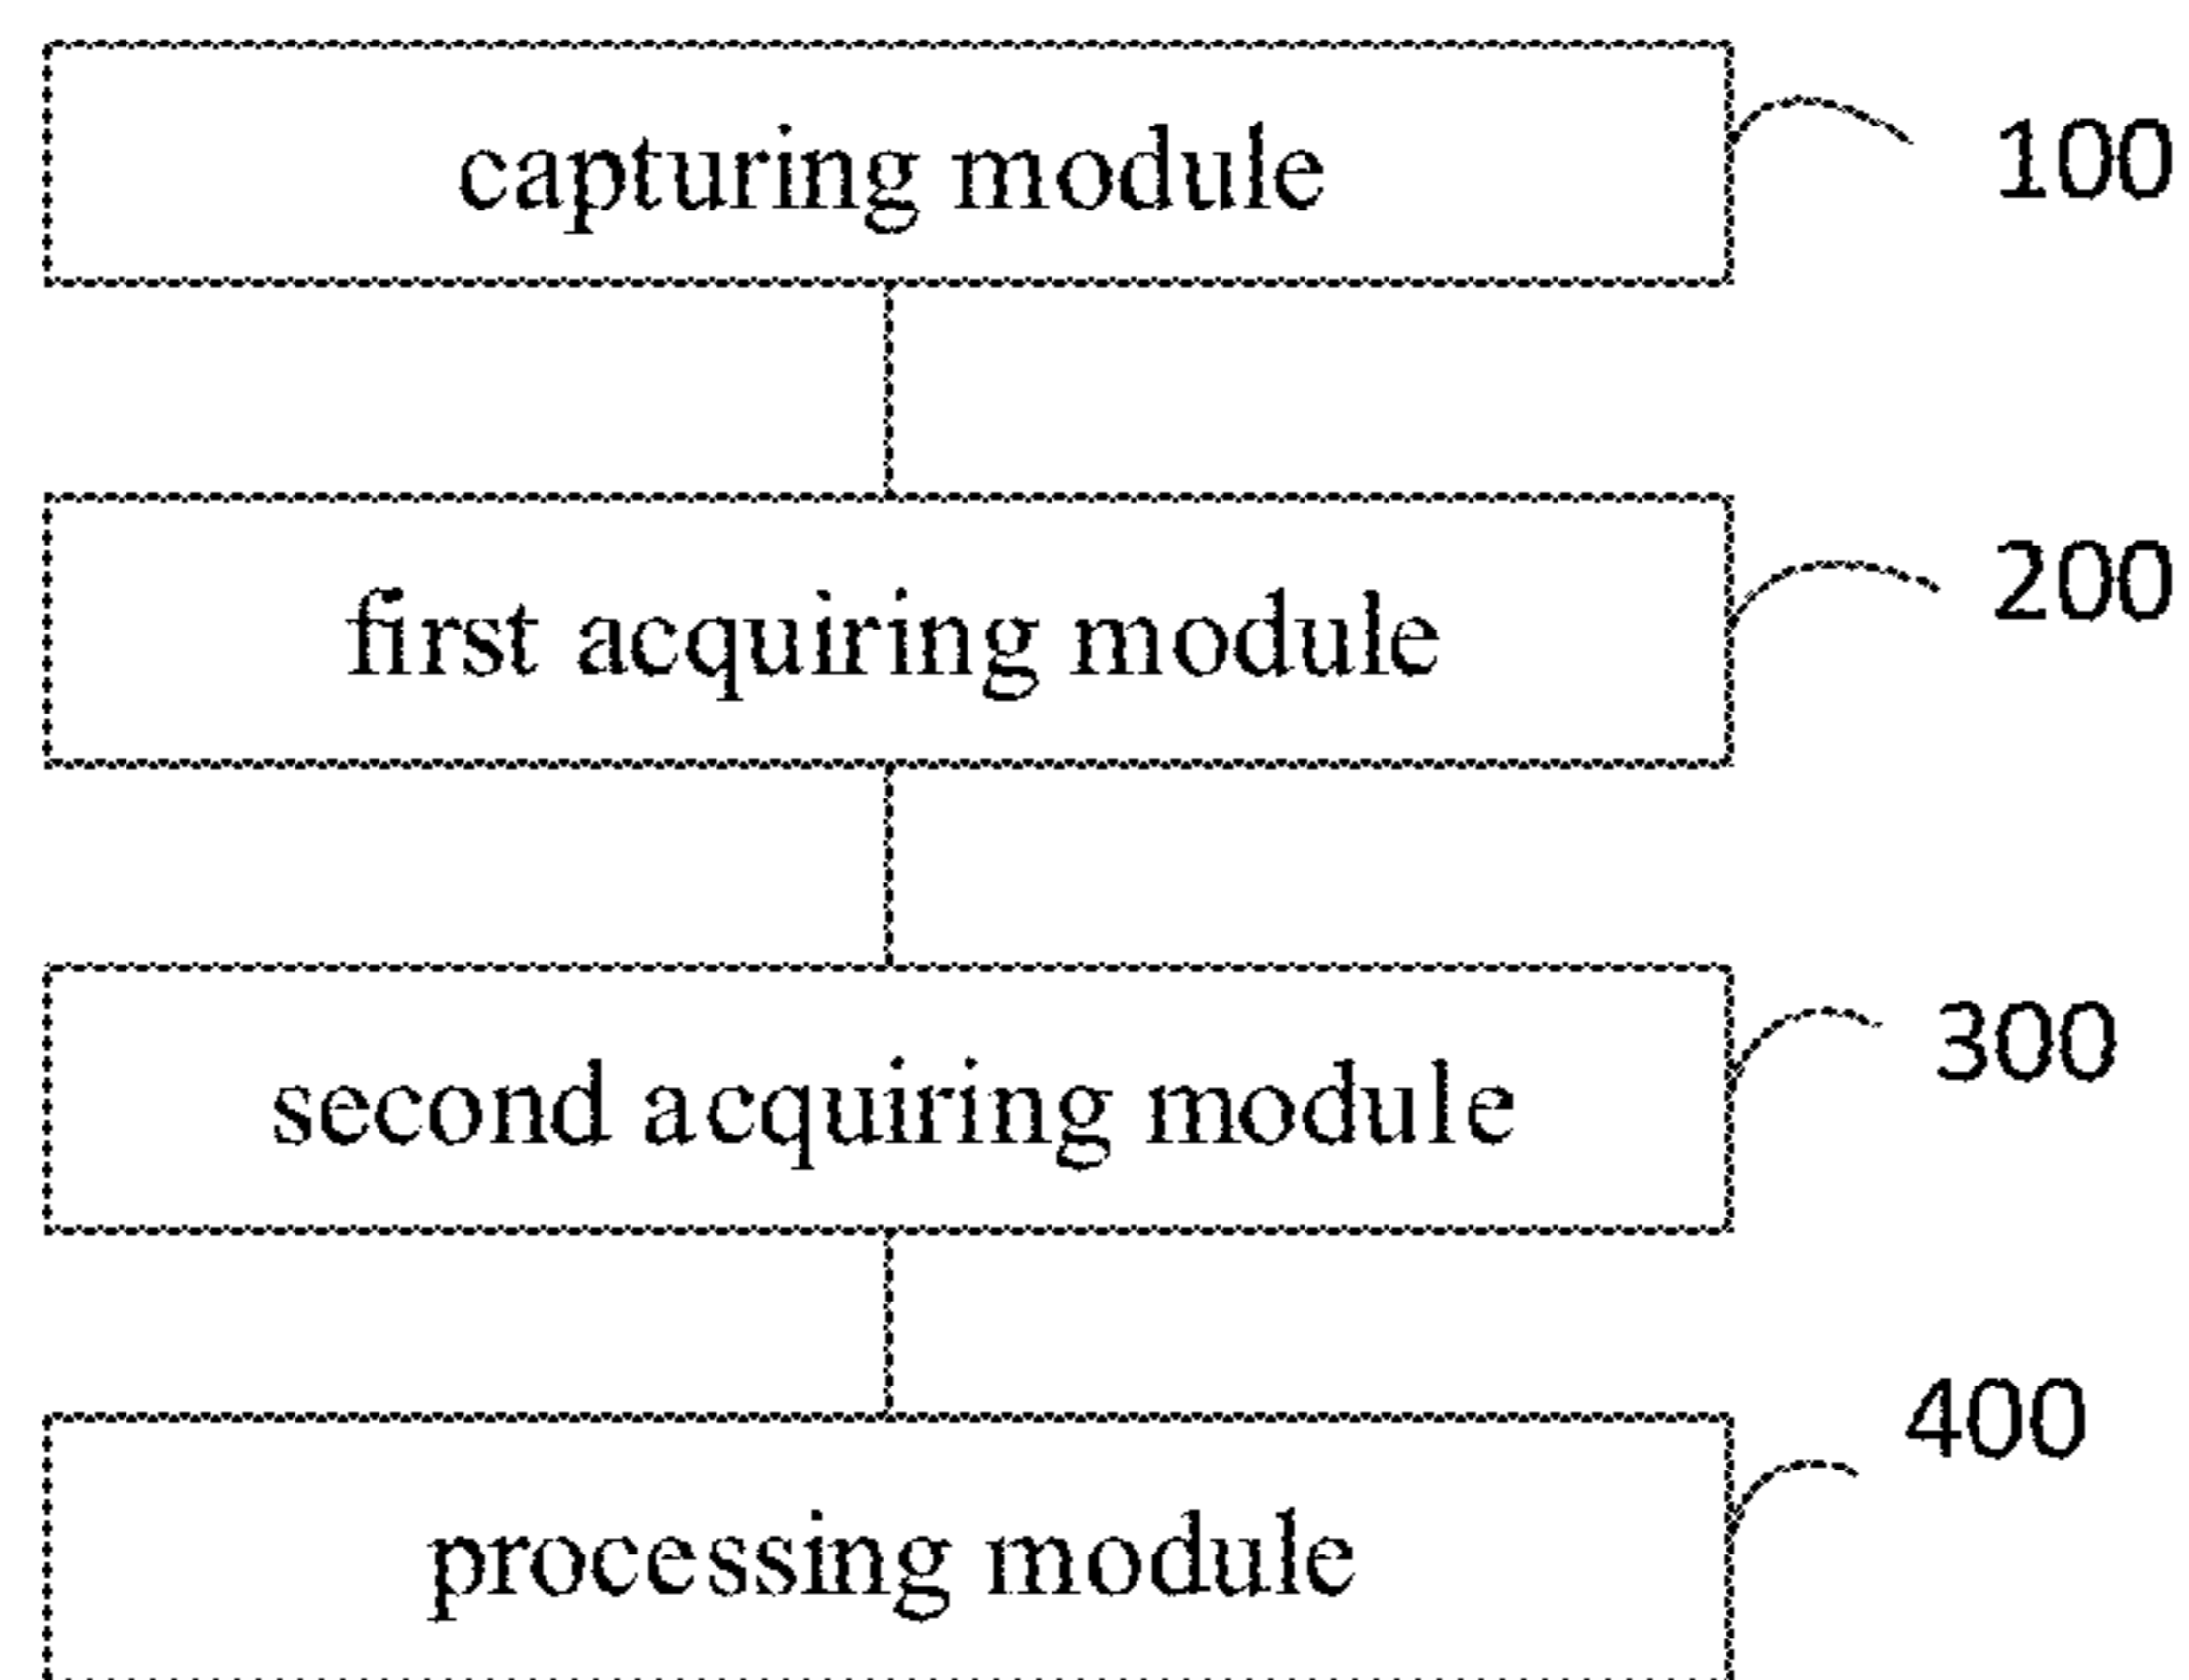 capturing module
100
first acquiring module
200
second acquiring module
300
400
processing module